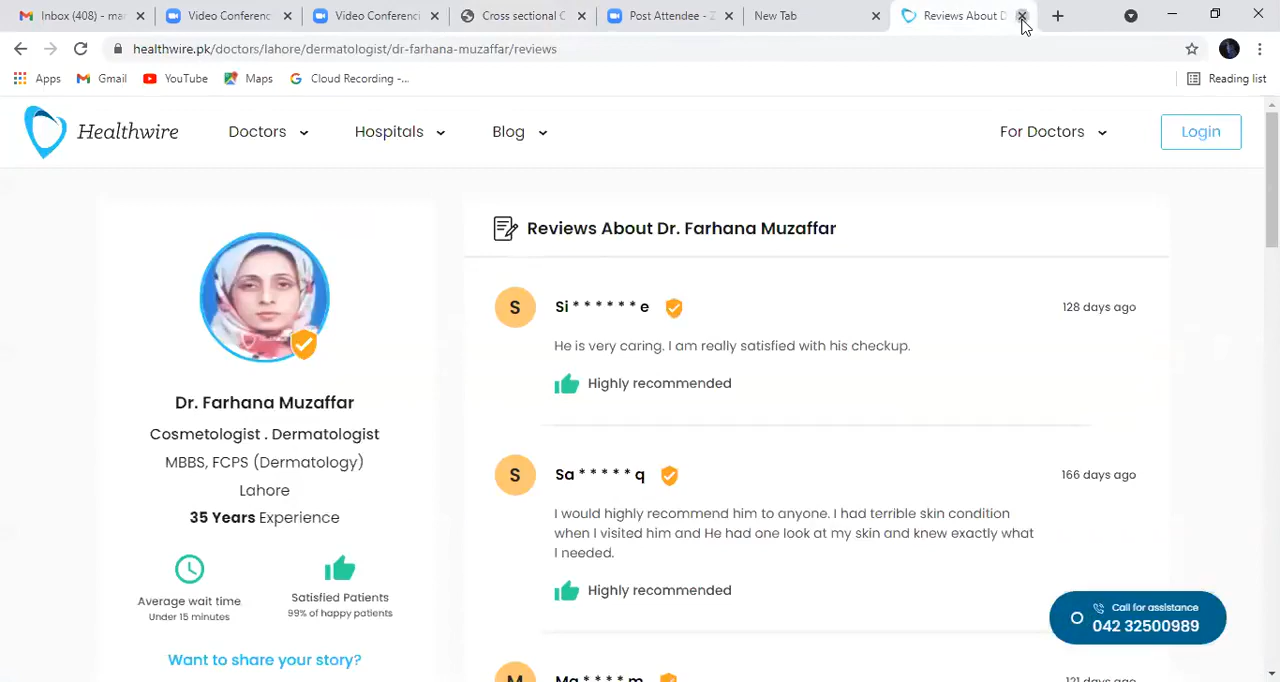 Inbox (408) - ma
Video Conferenc
Video Conferenci
Cross sectional C
Post Attendee - Z
New Tab
Reviews About D
healthwire.pk/doctors/lahore/dermatologist/dr-farhana-muzaffar/reviews
Apps
Gmail
YouTube
Maps
Cloud Recording -...
Reading list
Healthwire
Doctors
Hospitals
Blog
For Doctors
Login
Dr. Farhana Muzaffar
Cosmetologist . Dermatologist
MBBS, FCPS (Dermatology)
Lahore
35 Years Experience
Average wait time
Under 15 minutes
Satisfied Patients
99% of happy patients
Want to share your story?
Reviews About Dr. Farhana Muzaffar
S
Si * * * * * * e
128 days ago
He is very caring. I am really satisfied with his checkup.
Highly recommended
S
Sa * * * * * q
166 days ago
I would highly recommend him to anyone. I had terrible skin condition
when I visited him and He had one look at my skin and knew exactly what
I needed.
Highly recommended
M
Ma * * * * m
121 days ago
Call for assistance
042 32500989